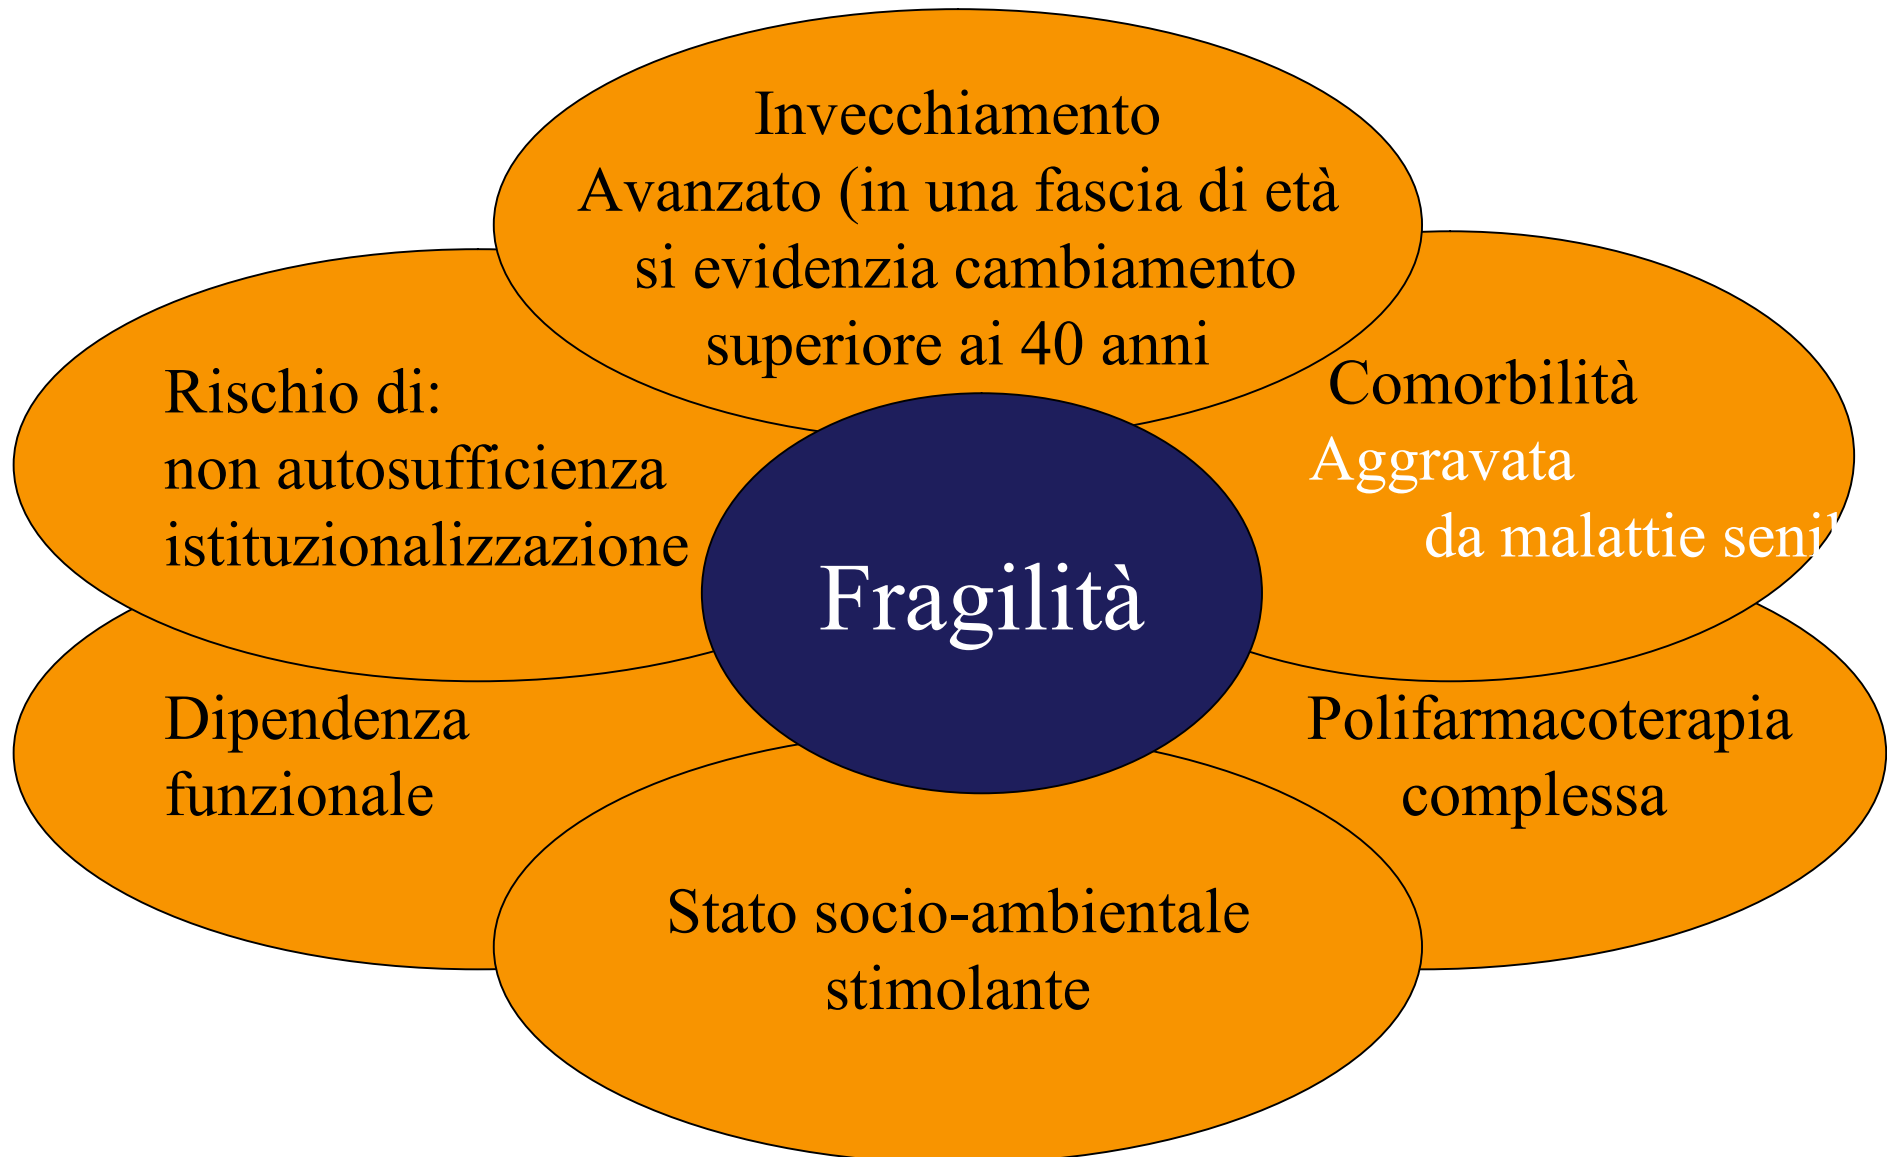 Invecchiamento
Avanzato (in una fascia di età
si evidenzia cambiamento
superiore ai 40 anni
Rischio di:
non autosufficienza
istituzionalizzazione
Comorbilità
Aggravata
da malattie
Fragilità
Dipendenza
funzionale
Polifarmacoterapia
complessa
Stato socio-ambientale
stimolante